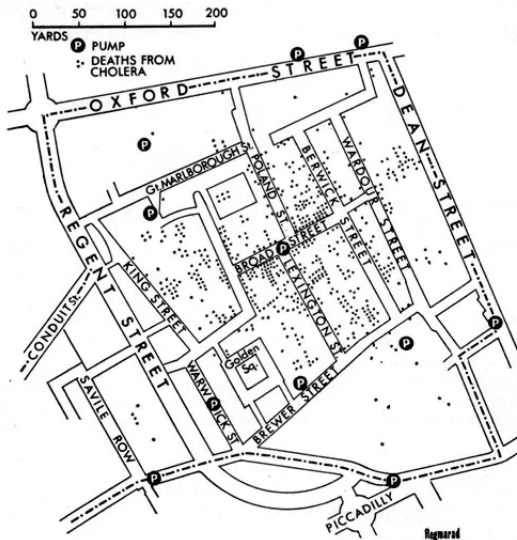 0 50 100 150 200
YARDS
P PUMP
DEATHS FROM
CHOLERA
OXFORD STREET
P
P
P
Gt. MARLBOROUGH St.
POLAND ST.
BERWICK STREET
WARDOUR STREET
DEAN STREET
P
REGENT STREET
KING STREET
BROAD STREET
P
LEXINGTON St.
CONDUIT St.
Golden
Sq.
P
P
SAVILE ROW
WARWICK St.
P
P
BREWER STREET
P
P
PICCADILLY